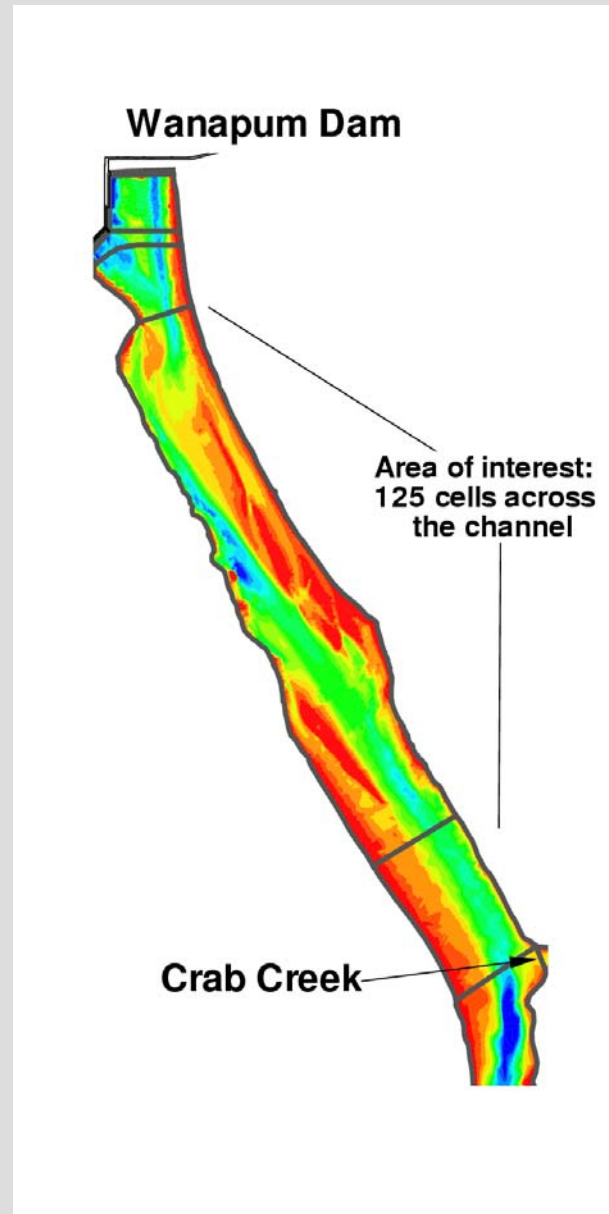 Wanapum Dam
Area of interest:
125 cells across
the channel
Crab Creek